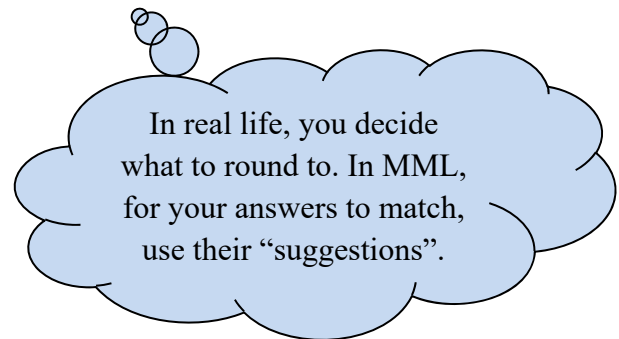 In real life, you decide
what to round to. In MML,
for your answers to match,
use their “suggestions”.